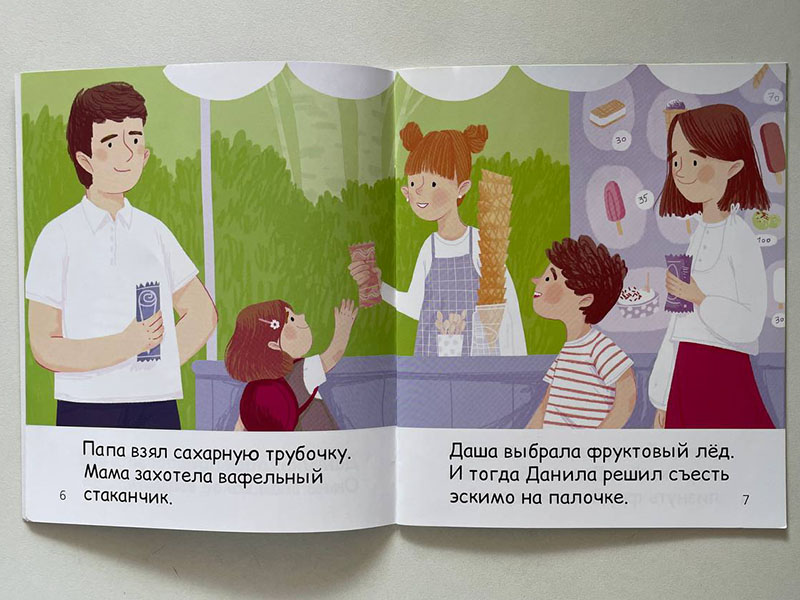 70
30
35
100
30
30
Папа взял сахарную трубочку.
Мама захотела вафельный
стаканчик.
6
Даша выбрала фруктовый лёд.
И тогда Данила решил съесть
эскимо на палочке.
7